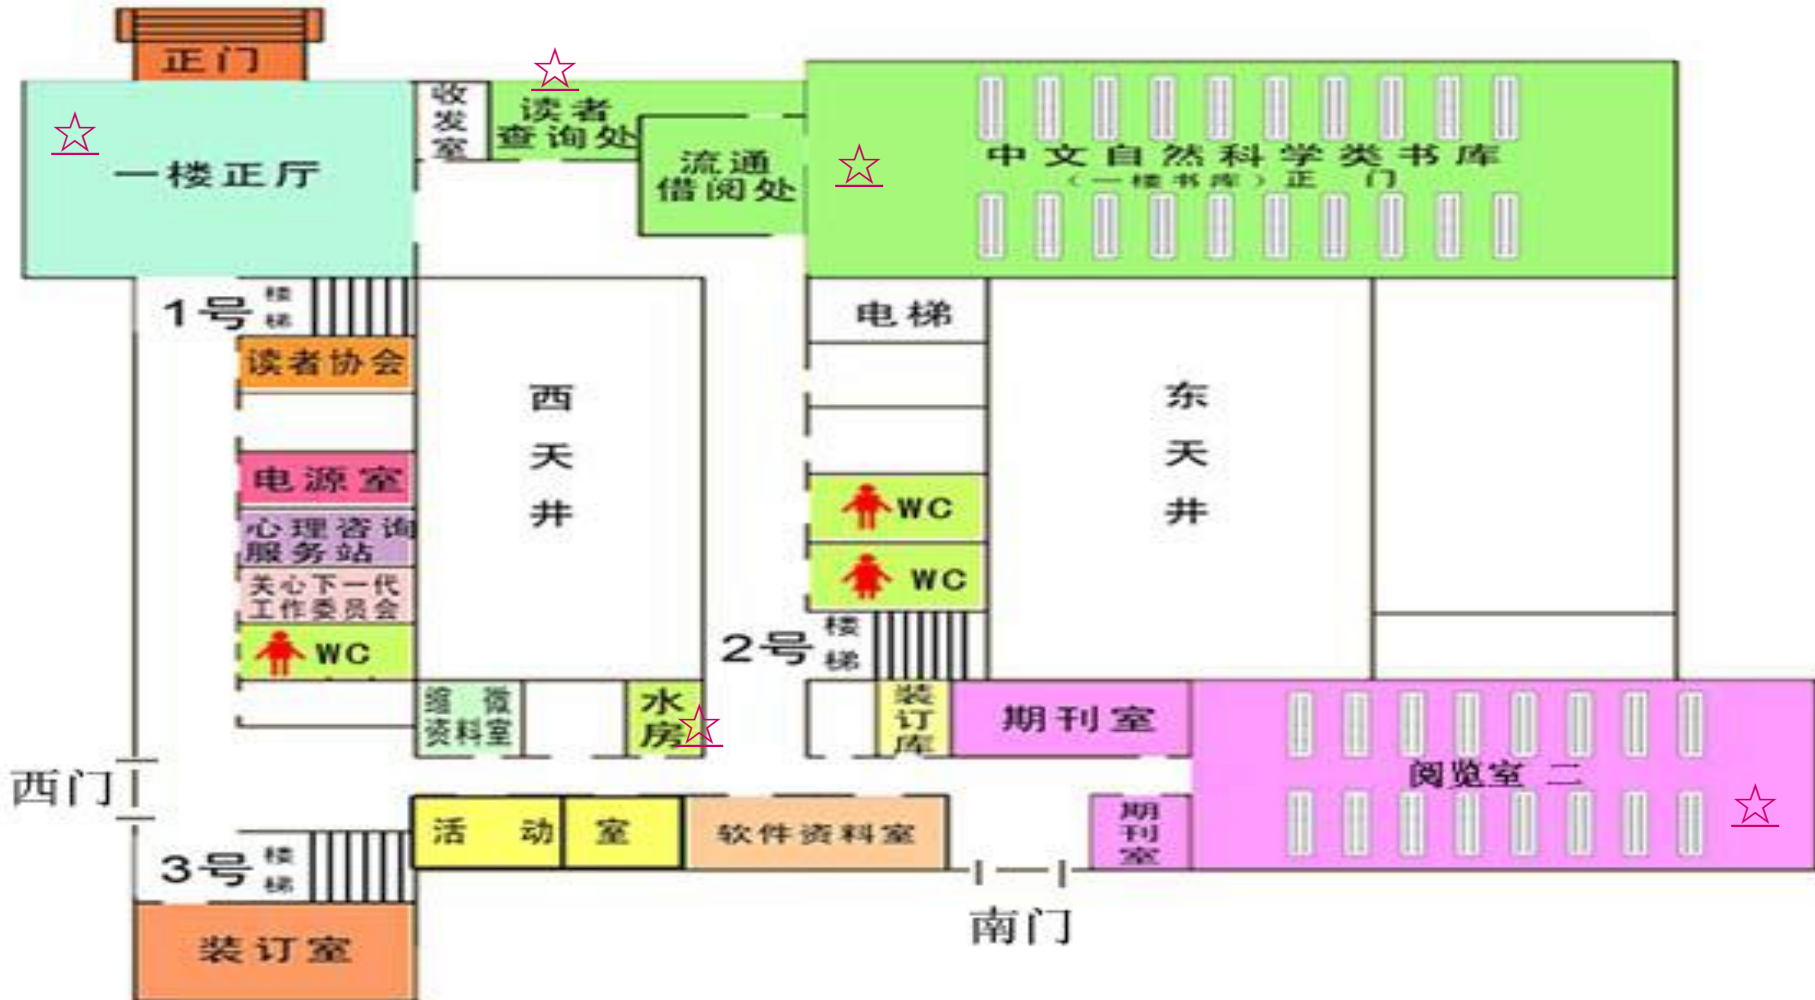 正门
收
发
室
读者
查询处
一楼正厅
流通
借阅处
中文自然科学类书库
（一楼书库）正 门
1号
楼
梯
电梯
读者协会
西
天
井
东
天
井
电源室
WC
心理咨询
服务站
WC
关心下一代
工作委员会
2号
楼
梯
WC
缩 微
资料室
水
房
装
订
库
期刊室
阅览室 二
西门
活 动 室
软件资料室
期
刊
室
3号
楼
梯
南门
装订室